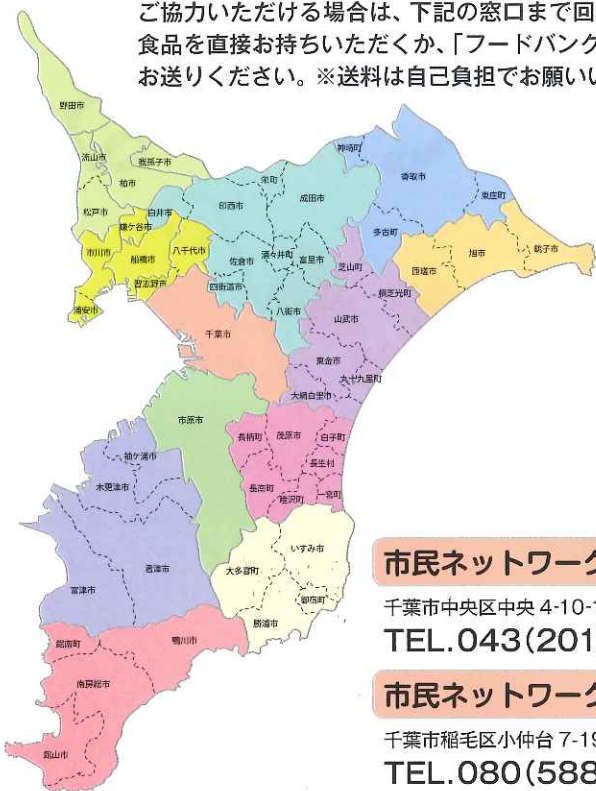 ご協力いただける場合は、下記の窓口まで回
食品を直接お持ちいただくか、「フードバンク
お送りください。※送料は自己負担でお願いい
野田市
流山市
我孫子市
柏市
松戸市
鎌ケ谷市
白井市
市川市
船橋市
八千代市
習志野市
浦安市
印西市
栄町
成田市
神崎町
香取市
東庄町
多古町
佐倉市
酒々井町
富里市
四街道市
八街市
芝山町
横芝光町
匝瑳市
旭市
銚子市
千葉市
山武市
東金市
九十九里町
大網白里市
市原市
長柄町
茂原市
白子町
長生村
長南町
睦沢町
一宮町
袖ケ浦市
木更津市
君津市
富津市
いすみ市
大多喜町
御宿町
勝浦市
鋸南町
鴨川市
南房総市
館山市
市民ネットワーク
千葉市中央区中央 4-10-1
TEL.043(201
市民ネットワーク
千葉市稲毛区小仲台 7-19
TEL.080(588